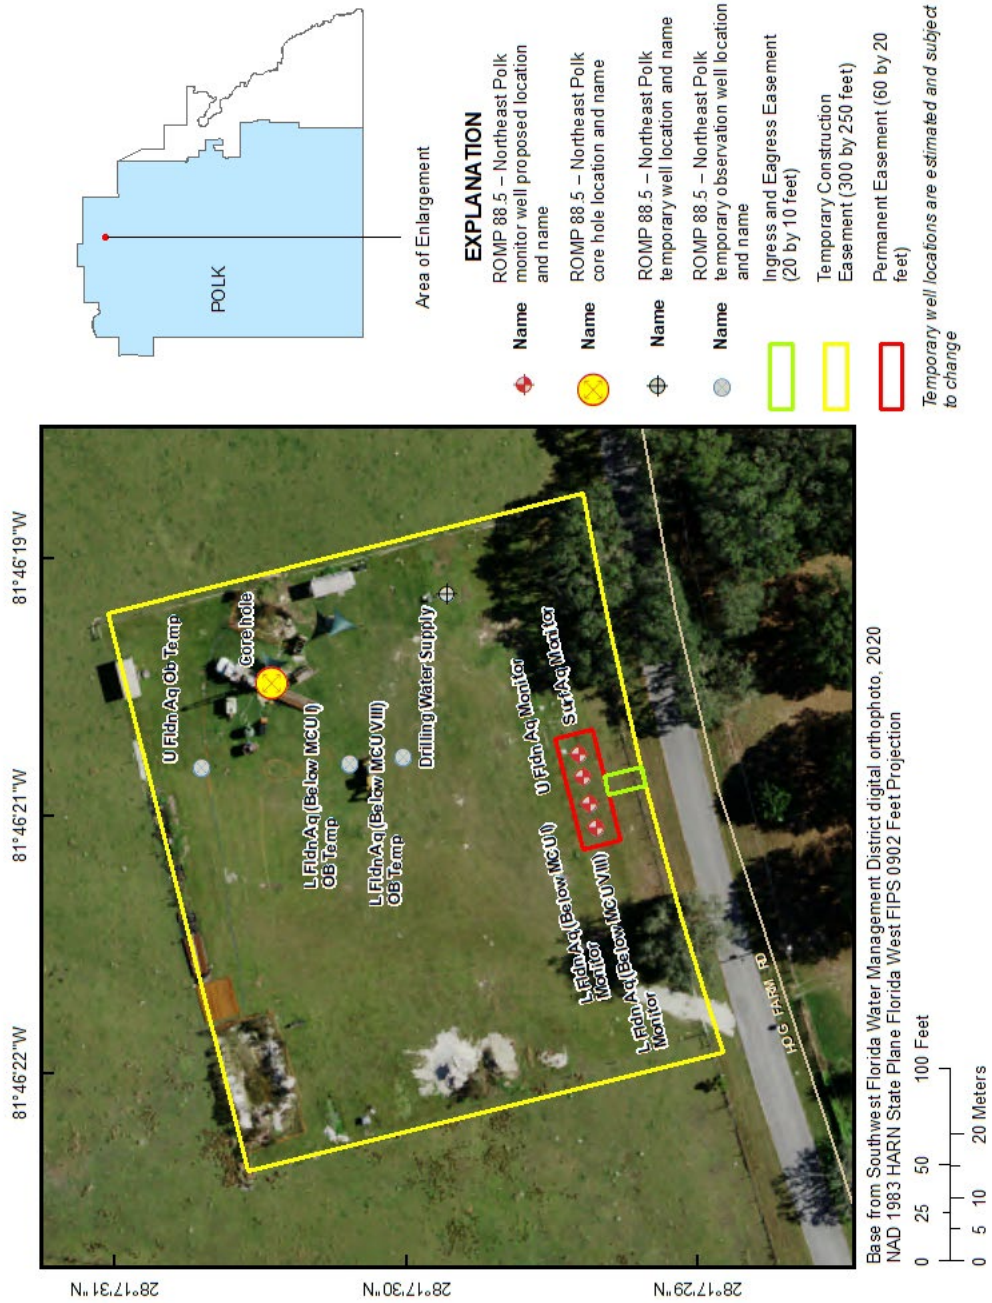 81°46'22"W
81°46'21"W
81°46'19"W
28°17'31"N
28°17'30"N
28°17'29"N
U Fldn Aq Ob Temp
Core hole
L Fldn Aq (Below MCU I)
OB Temp
L Fldn Aq (Below MCU VIII)
OB Temp
Drilling Water Supply
U Fldn Aq Monitor
Surf Aq Monitor
L Fldn Aq (Below MCU I)
Monitor
L Fldn Aq (Below MCU VIII)
Monitor
HOG FARM RD
Base from Southwest Florida Water Management District digital orthophoto, 2020
NAD 1983 HARN State Plane Florida West FIPS 0902 Feet Projection
0 25 50 100 Feet
0 5 10 20 Meters
POLK
Area of Enlargement
EXPLANATION
Name ROMP 88.5 – Northeast Polk
monitor well proposed location
and name
Name ROMP 88.5 – Northeast Polk
core hole location and name
Name ROMP 88.5 – Northeast Polk
temporary well location and name
Name ROMP 88.5 – Northeast Polk
temporary observation well location
and name
Ingress and Eagress Easement
(20 by 10 feet)
Temporary Construction
Easement (300 by 250 feet)
Permanent Easement (60 by 20
feet)
Temporary well locations are estimated and subject
to change